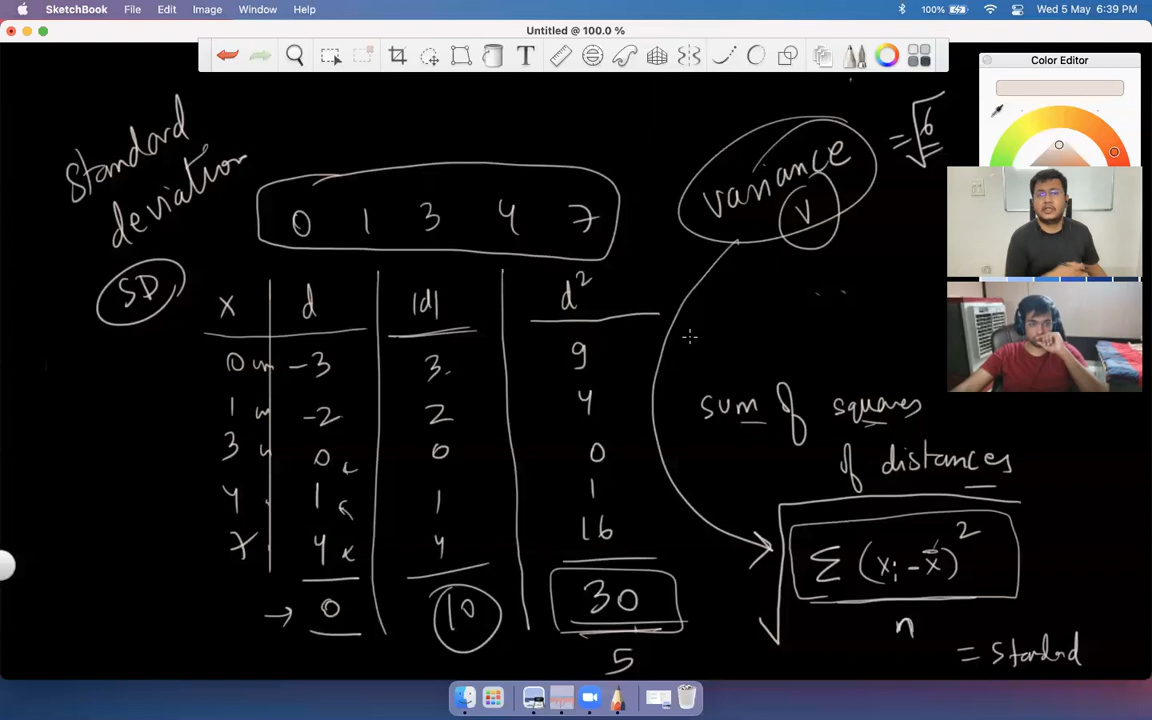 SketchBook File Edit Image Window Help 100% Wed 5 May 6:39 PM
Untitled @ 100.0 %
Color Editor
standard
deviation
SD
0 1 3 4 7
variance = √6
V
x d |d| d²
0 -3 3 9
1 -2 2 4
3 0 0 0
4 1 1 1
7 4 4 16
→ 0 10 30
5
sum of squares
of distances
√ Σ (xi - x̄)²
n
= Standard